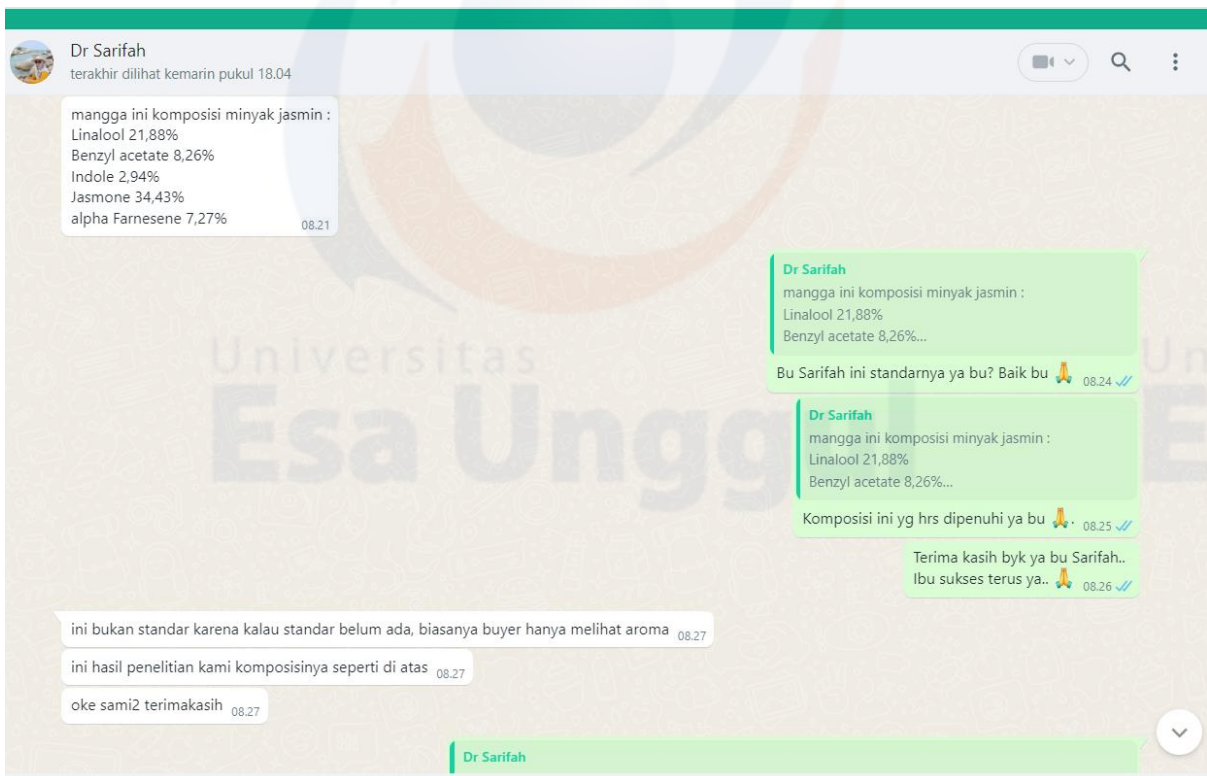 Dr Sarifah
terakhir dilihat kemarin pukul 18.04
mangga ini komposisi minyak jasmin :
Linalool 21,88%
Benzyl acetate 8,26%
Indole 2,94%
Jasmone 34,43%
alpha Farnesene 7,27%
08.21
Dr Sarifah
mangga ini komposisi minyak jasmin :
Linalool 21,88%
Benzyl acetate 8,26%...
Bu Sarifah ini standarnya ya bu? Baik bu 🙏 08.24
Dr Sarifah
mangga ini komposisi minyak jasmin :
Linalool 21,88%
Benzyl acetate 8,26%...
Komposisi ini yg hrs dipenuhi ya bu 🙏. 08.25
Terima kasih byk ya bu Sarifah..
Ibu sukses terus ya.. 🙏 08.26
ini bukan standar karena kalau standar belum ada, biasanya buyer hanya melihat aroma 08.27
ini hasil penelitian kami komposisinya seperti di atas 08.27
oke sami2 terimakasih 08.27
Dr Sarifah
Universitas
Esa Unggul
Un
E